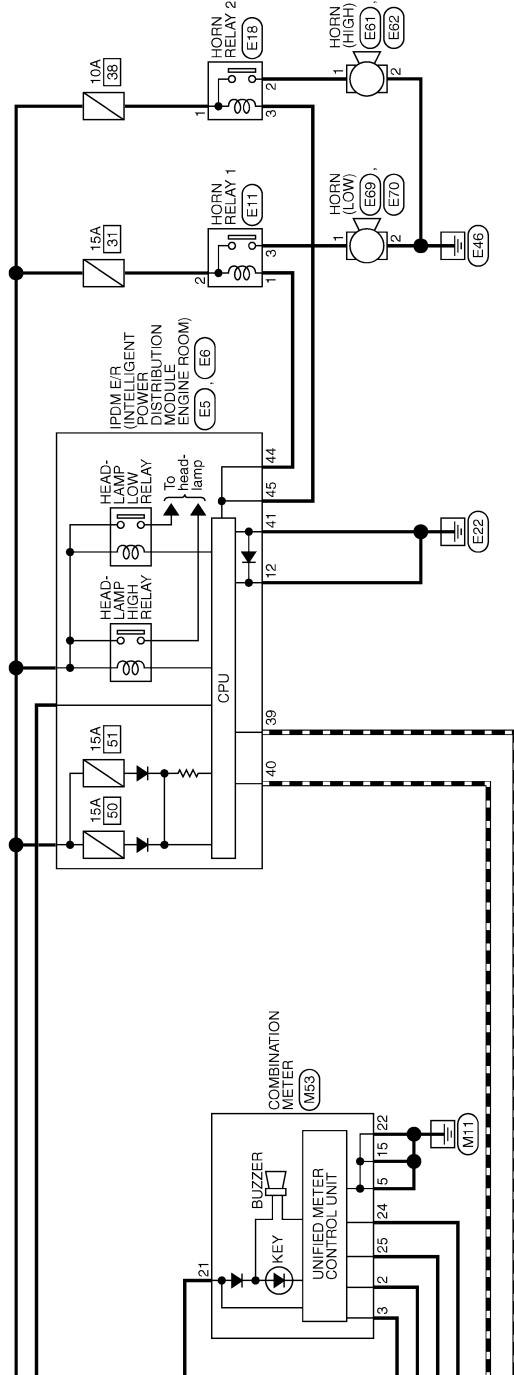 HORN
RELAY 2
E18
HORN
(HIGH)
E61 ,
E62
10A
38
1
2
3
1
2
HORN
RELAY 1
E11
HORN
(LOW)
E69 ,
E70
15A
31
2
3
1
1
2
E46
IPDM E/R
(INTELLIGENT
POWER
DISTRIBUTION
MODULE
ENGINE ROOM)
E5 , E6
HEAD-
LAMP
LOW
RELAY
To
head-
lamp
HEAD-
LAMP
HIGH
RELAY
44
45
41
12
E22
CPU
39
40
15A
51
15A
50
COMBINATION
METER
M53
BUZZER
KEY
UNIFIED METER
CONTROL UNIT
21
22
15
5
24
25
2
3
M11